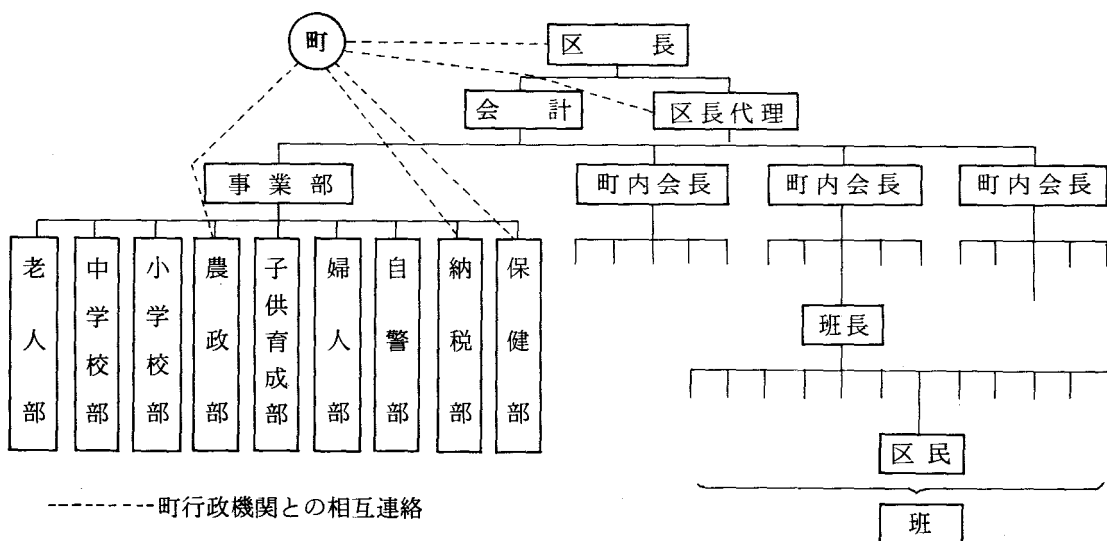 町
区長
会計
区長代理
事業部
町内会長
町内会長
町内会長
老人部
中学校部
小学校部
農政部
子供育成部
婦人部
自警部
納税部
保健部
班長
区民
班
町行政機関との相互連絡